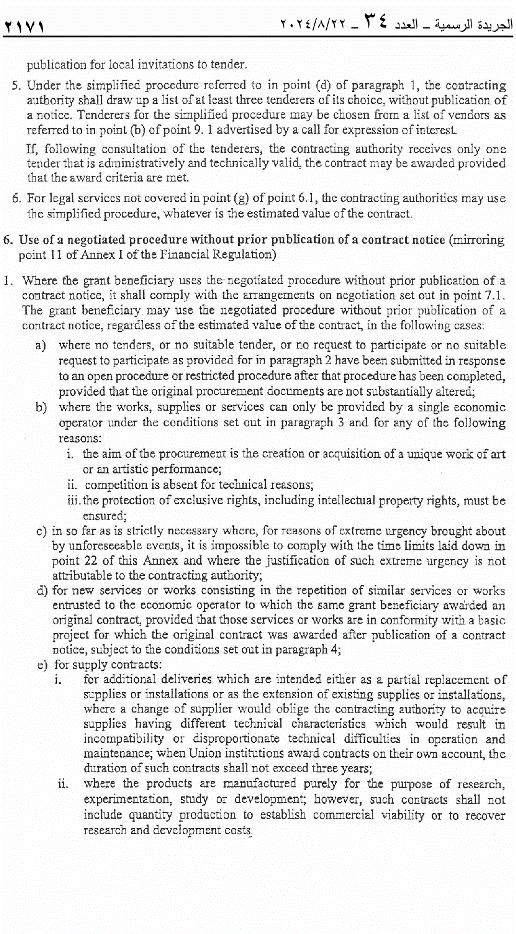 الجريدة الرسمية – العدد ٣٤ – ٢٠٢٤/٨/٢٢ ٢١٧١
publication for local invitations to tender.
5. Under the simplified procedure referred to in point (d) of paragraph 1, the contracting
authority shall draw up a list of at least three tenderers of its choice, without publication of
a notice. Tenderers for the simplified procedure may be chosen from a list of vendors as
referred to in point (b) of point 9. 1 advertised by a call for expression of interest.
If, following consultation of the tenderers, the contracting authority receives only one
tender that is administratively and technically valid, the contract may be awarded provided
that the award criteria are met.
6. For legal services not covered in point (g) of point 6.1, the contracting authorities may use
the simplified procedure, whatever is the estimated value of the contract.
6. Use of a negotiated procedure without prior publication of a contract notice (mirroring
point 11 of Annex I of the Financial Regulation)
1. Where the grant beneficiary uses the negotiated procedure without prior publication of a
contract notice, it shall comply with the arrangements on negotiation set out in point 7.1.
The grant beneficiary may use the negotiated procedure without prior publication of a
contract notice, regardless of the estimated value of the contract, in the following cases:
a) where no tenders, or no suitable tender, or no request to participate or no suitable
request to participate as provided for in paragraph 2 have been submitted in response
to an open procedure or restricted procedure after that procedure has been completed,
provided that the original procurement documents are not substantially altered;
b) where the works, supplies or services can only be provided by a single economic
operator under the conditions set out in paragraph 3 and for any of the following
reasons:
i. the aim of the procurement is the creation or acquisition of a unique work of art
or an artistic performance;
ii. competition is absent for technical reasons;
iii. the protection of exclusive rights, including intellectual property rights, must be
ensured;
c) in so far as is strictly necessary where, for reasons of extreme urgency brought about
by unforeseeable events, it is impossible to comply with the time limits laid down in
point 22 of this Annex and where the justification of such extreme urgency is not
attributable to the contracting authority;
d) for new services or works consisting in the repetition of similar services or works
entrusted to the economic operator to which the same grant beneficiary awarded an
original contract, provided that those services or works are in conformity with a basic
project for which the original contract was awarded after publication of a contract
notice, subject to the conditions set out in paragraph 4;
e) for supply contracts:
i. for additional deliveries which are intended either as a partial replacement of
supplies or installations or as the extension of existing supplies or installations,
where a change of supplier would oblige the contracting authority to acquire
supplies having different technical characteristics which would result in
incompatibility or disproportionate technical difficulties in operation and
maintenance; when Union institutions award contracts on their own account, the
duration of such contracts shall not exceed three years;
ii. where the products are manufactured purely for the purpose of research,
experimentation, study or development; however, such contracts shall not
include quantity production to establish commercial viability or to recover
research and development costs;